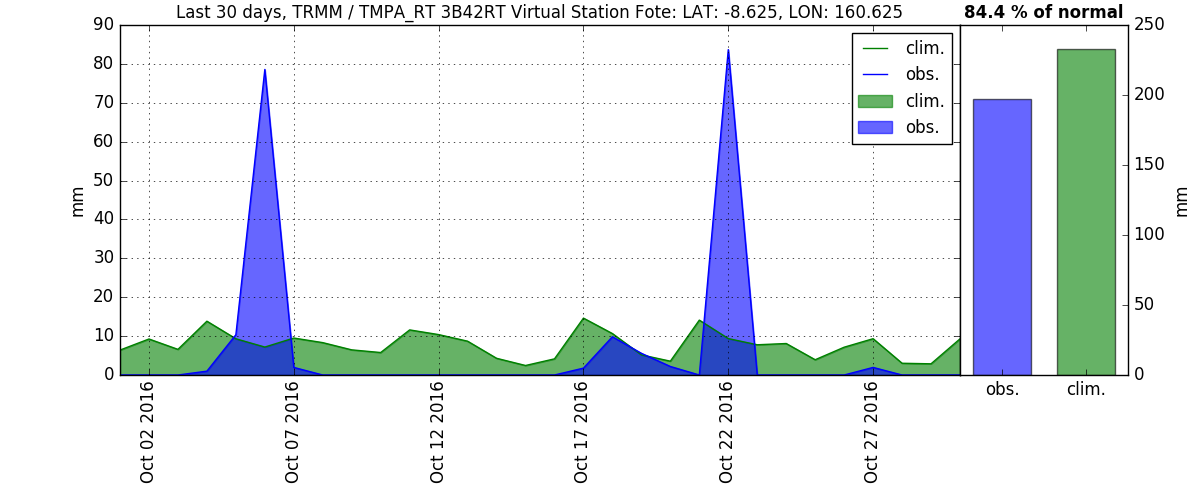 Last 30 days, TRMM / TMPA_RT 3B42RT Virtual Station Fote: LAT: -8.625, LON: 160.625
84.4 % of normal
90
80
70
60
50
40
30
20
10
0
mm
clim.
obs.
clim.
obs.
Oct 02 2016
Oct 07 2016
Oct 12 2016
Oct 17 2016
Oct 22 2016
Oct 27 2016
250
200
150
100
50
0
mm
obs.
clim.